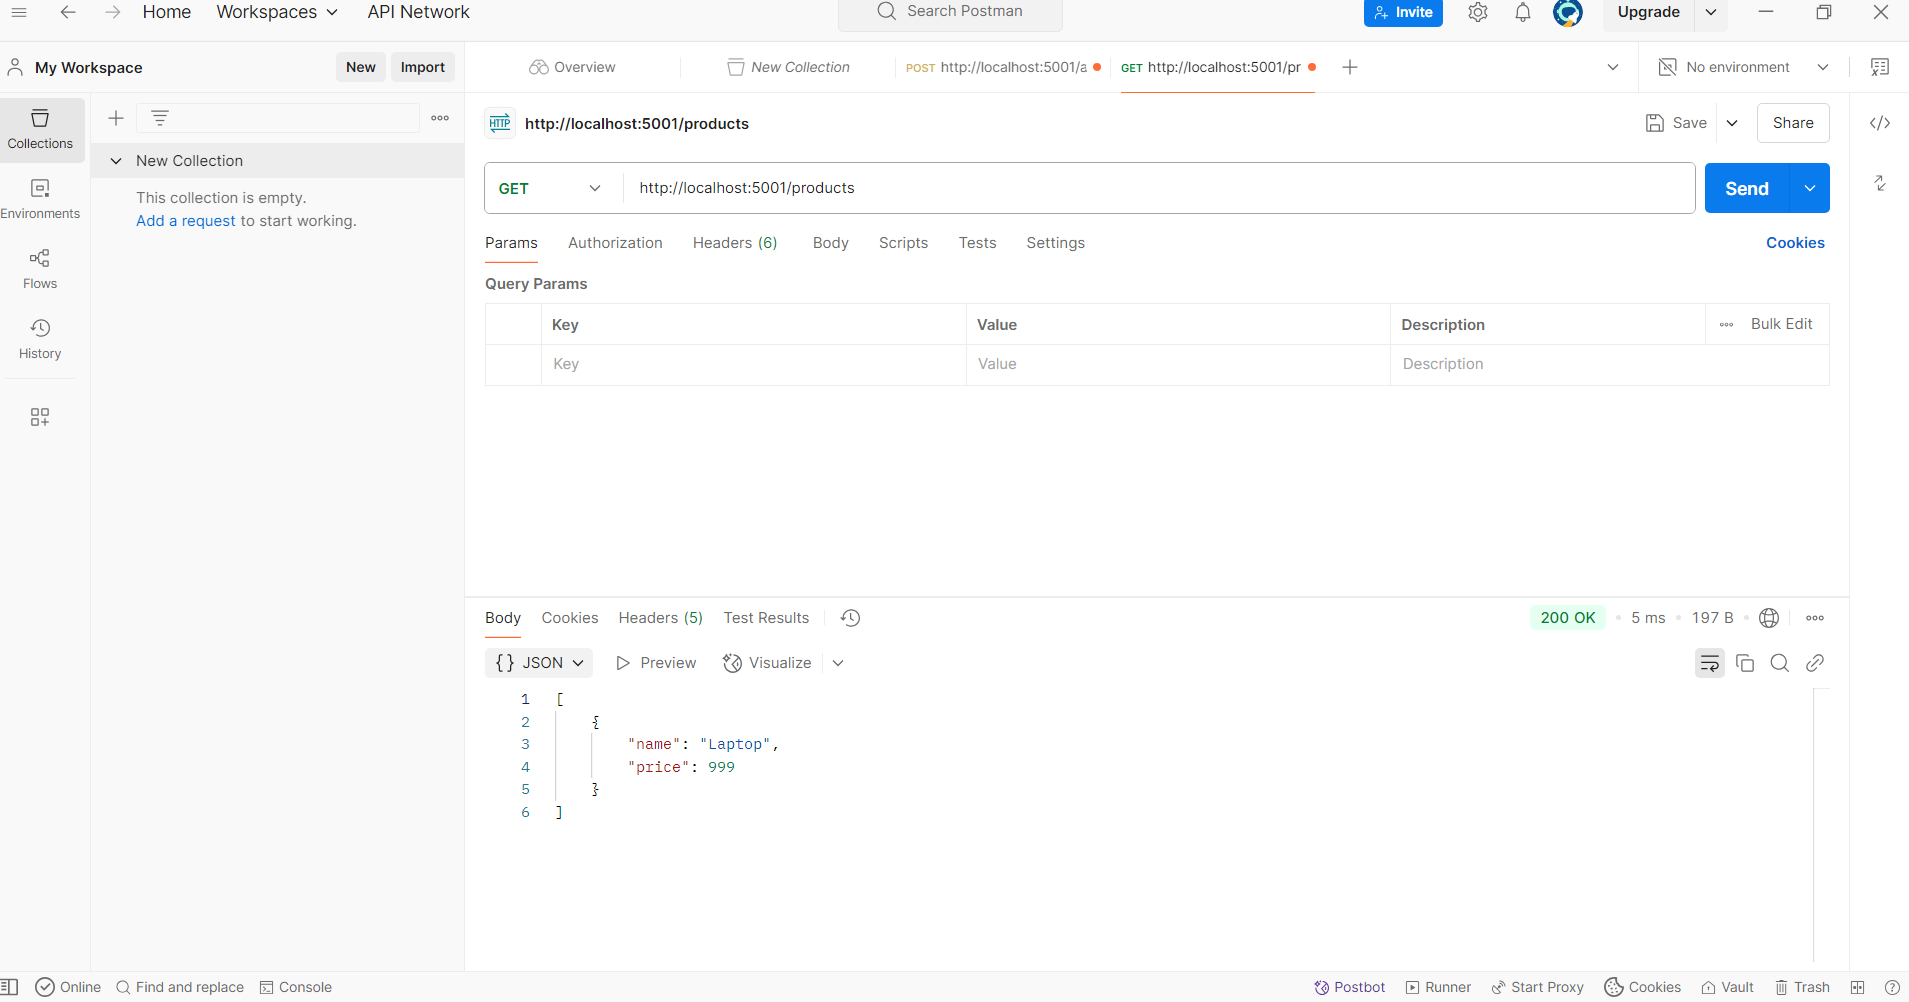 Home Workspaces API Network Search Postman Invite Upgrade
My Workspace New Import Overview New Collection POST http://localhost:5001/a GET http://localhost:5001/pr No environment
Collections
Environments
Flows
History
New Collection
This collection is empty.
Add a request to start working.
HTTP http://localhost:5001/products Save Share
GET http://localhost:5001/products Send
Params Authorization Headers (6) Body Scripts Tests Settings Cookies
Query Params
Key Value Description Bulk Edit
Key Value Description
Body Cookies Headers (5) Test Results 200 OK 5 ms 197 B
{} JSON Preview Visualize
1 [
2 {
3 "name": "Laptop",
4 "price": 999
5 }
6 ]
Online Find and replace Console Postbot Runner Start Proxy Cookies Vault Trash